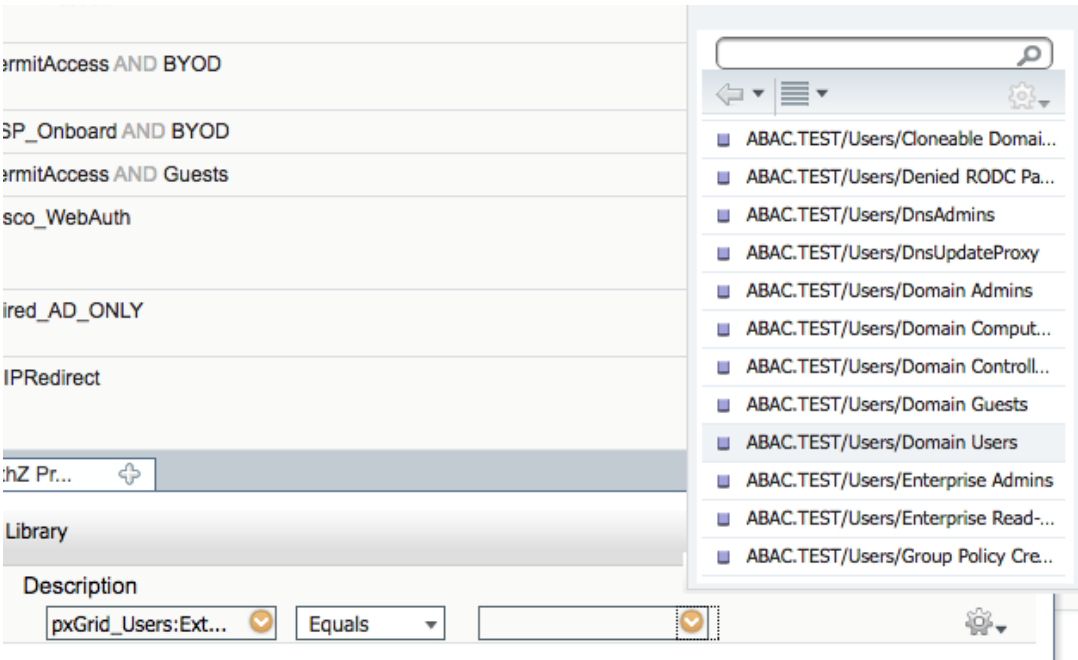 ermitAccess AND BYOD
SP_Onboard AND BYOD
ermitAccess AND Guests
sco_WebAuth
ired_AD_ONLY
IPRedirect
thZ Pr...
Library
Description
pxGrid_Users:Ext...
Equals
ABAC.TEST/Users/Cloneable Domai...
ABAC.TEST/Users/Denied RODC Pa...
ABAC.TEST/Users/DnsAdmins
ABAC.TEST/Users/DnsUpdateProxy
ABAC.TEST/Users/Domain Admins
ABAC.TEST/Users/Domain Comput...
ABAC.TEST/Users/Domain Controll...
ABAC.TEST/Users/Domain Guests
ABAC.TEST/Users/Domain Users
ABAC.TEST/Users/Enterprise Admins
ABAC.TEST/Users/Enterprise Read-...
ABAC.TEST/Users/Group Policy Cre...